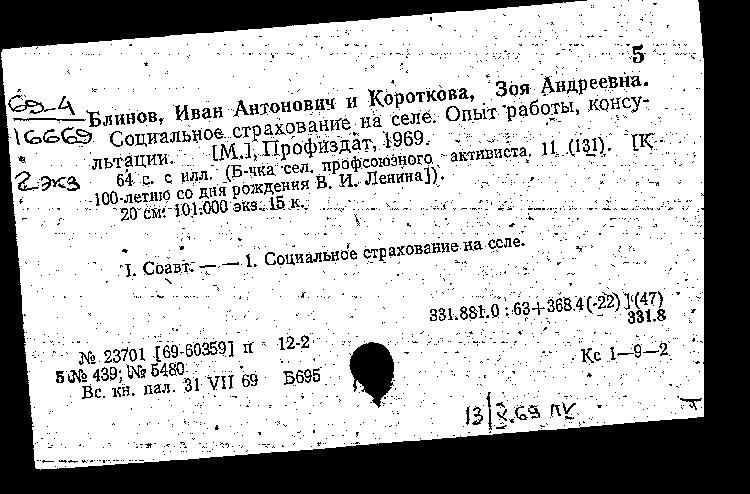 5
69-4
16669
2 экз
Блинов, Иван Антонович и Короткова, Зоя Андреевна.
Социальное страхование на селе. Опыт работы, консу-
льтации. [М.], Профиздат, 1969.
64 с. с илл. (Б-чка сел. профсоюзного активиста. 11 (131). [К
100-летию со дня рождения В. И. Ленина]).
20 см. 101.000 экз. 15 к.
I. Соавт. — — 1. Социальное страхование на селе.
331.881.0 : 63+368.4(-22)](47)
331.8
№ 23701 [69-60359] п 12-2
5 № 439; № 5480
Кс 1—9—2
Вс. кн. пал. 31 VII 69 Б695
13|X.69